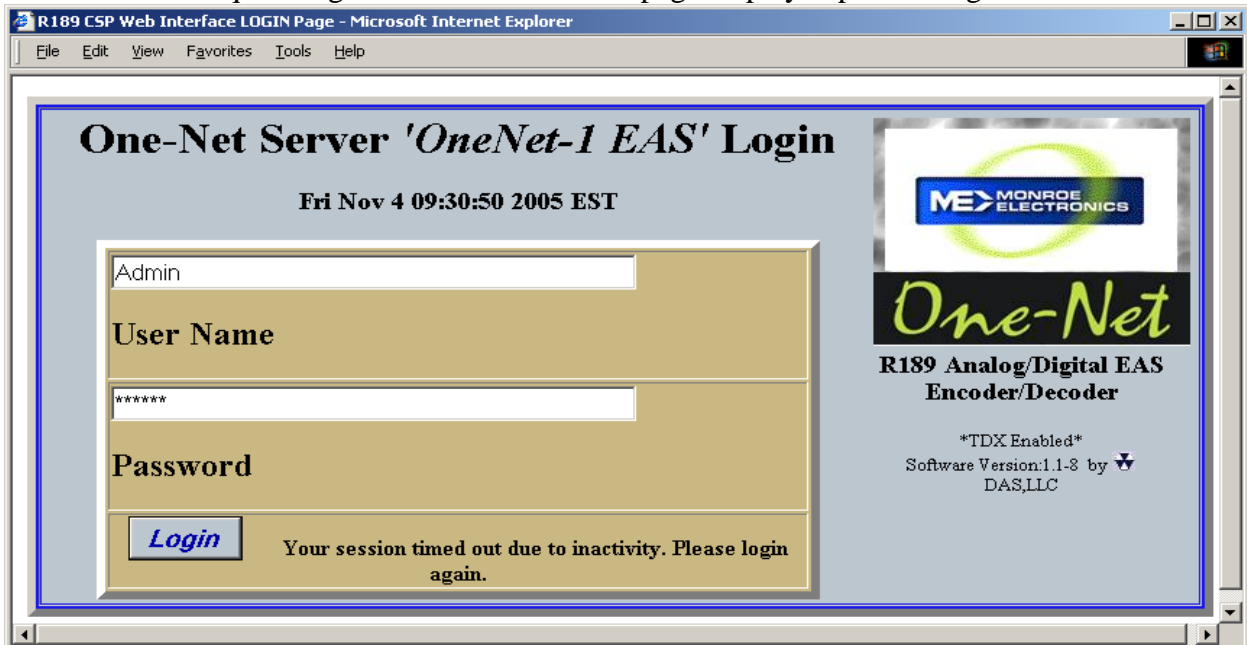 R189 CSP Web Interface LOGIN Page - Microsoft Internet Explorer
File Edit View Favorites Tools Help
One-Net Server 'OneNet-1 EAS' Login
Fri Nov 4 09:30:50 2005 EST
Admin
User Name
******
Password
Login
Your session timed out due to inactivity. Please login
again.
ME MONROE
ELECTRONICS
One-Net
R189 Analog/Digital EAS
Encoder/Decoder
*TDX Enabled*
Software Version:1.1-8 by
DAS,LLC